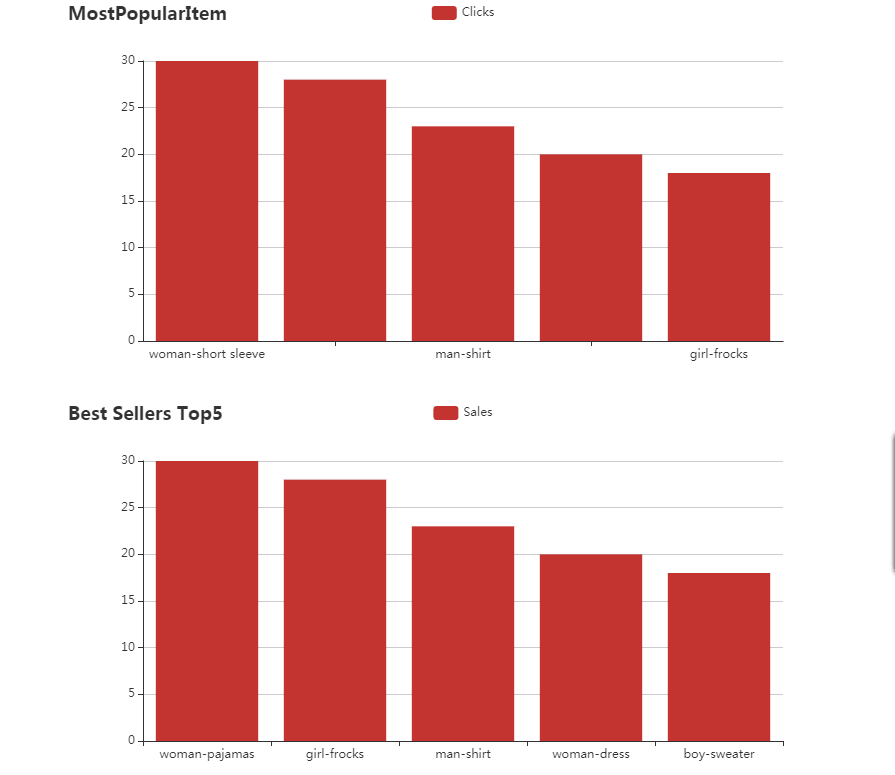 MostPopularItem
Clicks
30
25
20
15
10
5
0
woman-short sleeve man-shirt girl-frocks
Best Sellers Top5
Sales
30
25
20
15
10
5
0
woman-pajamas girl-frocks man-shirt woman-dress boy-sweater